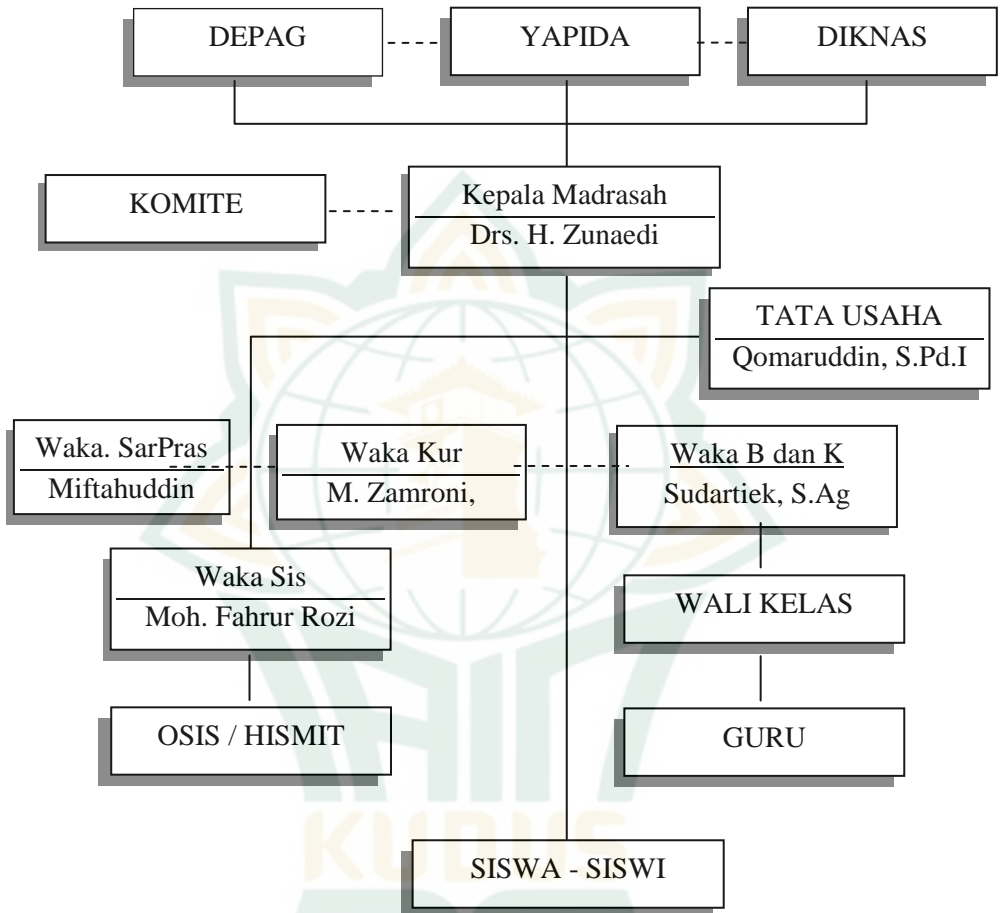 DEPAG
YAPIDA
DIKNAS
KOMITE
Kepala Madrasah
Drs. H. Zunaedi
TATA USAHA
Qomaruddin, S.Pd.I
Waka. SarPras
Miftahuddin
Waka Kur
M. Zamroni,
Waka B dan K
Sudartiek, S.Ag
Waka Sis
Moh. Fahrur Rozi
WALI KELAS
OSIS / HISMIT
GURU
KUDUS
SISWA - SISWI